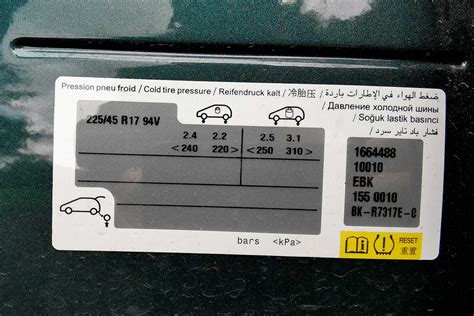 Pression pneu froid / Cold tire pressure / Reifendruck kalt / 冷胎压 / ضغط الهواء في الإطارات باردة
/ Давление холодной шины
/ Soğuk lastik basıncı
/ فشار باد تایر سرد
225/45 R17 94V
2.4 2.2 2.5 3.1
<240 220> <250 310>
1664488
10010
EBK
155 0010
BK-R7317E-C
bars <kPa>
RESET
重置